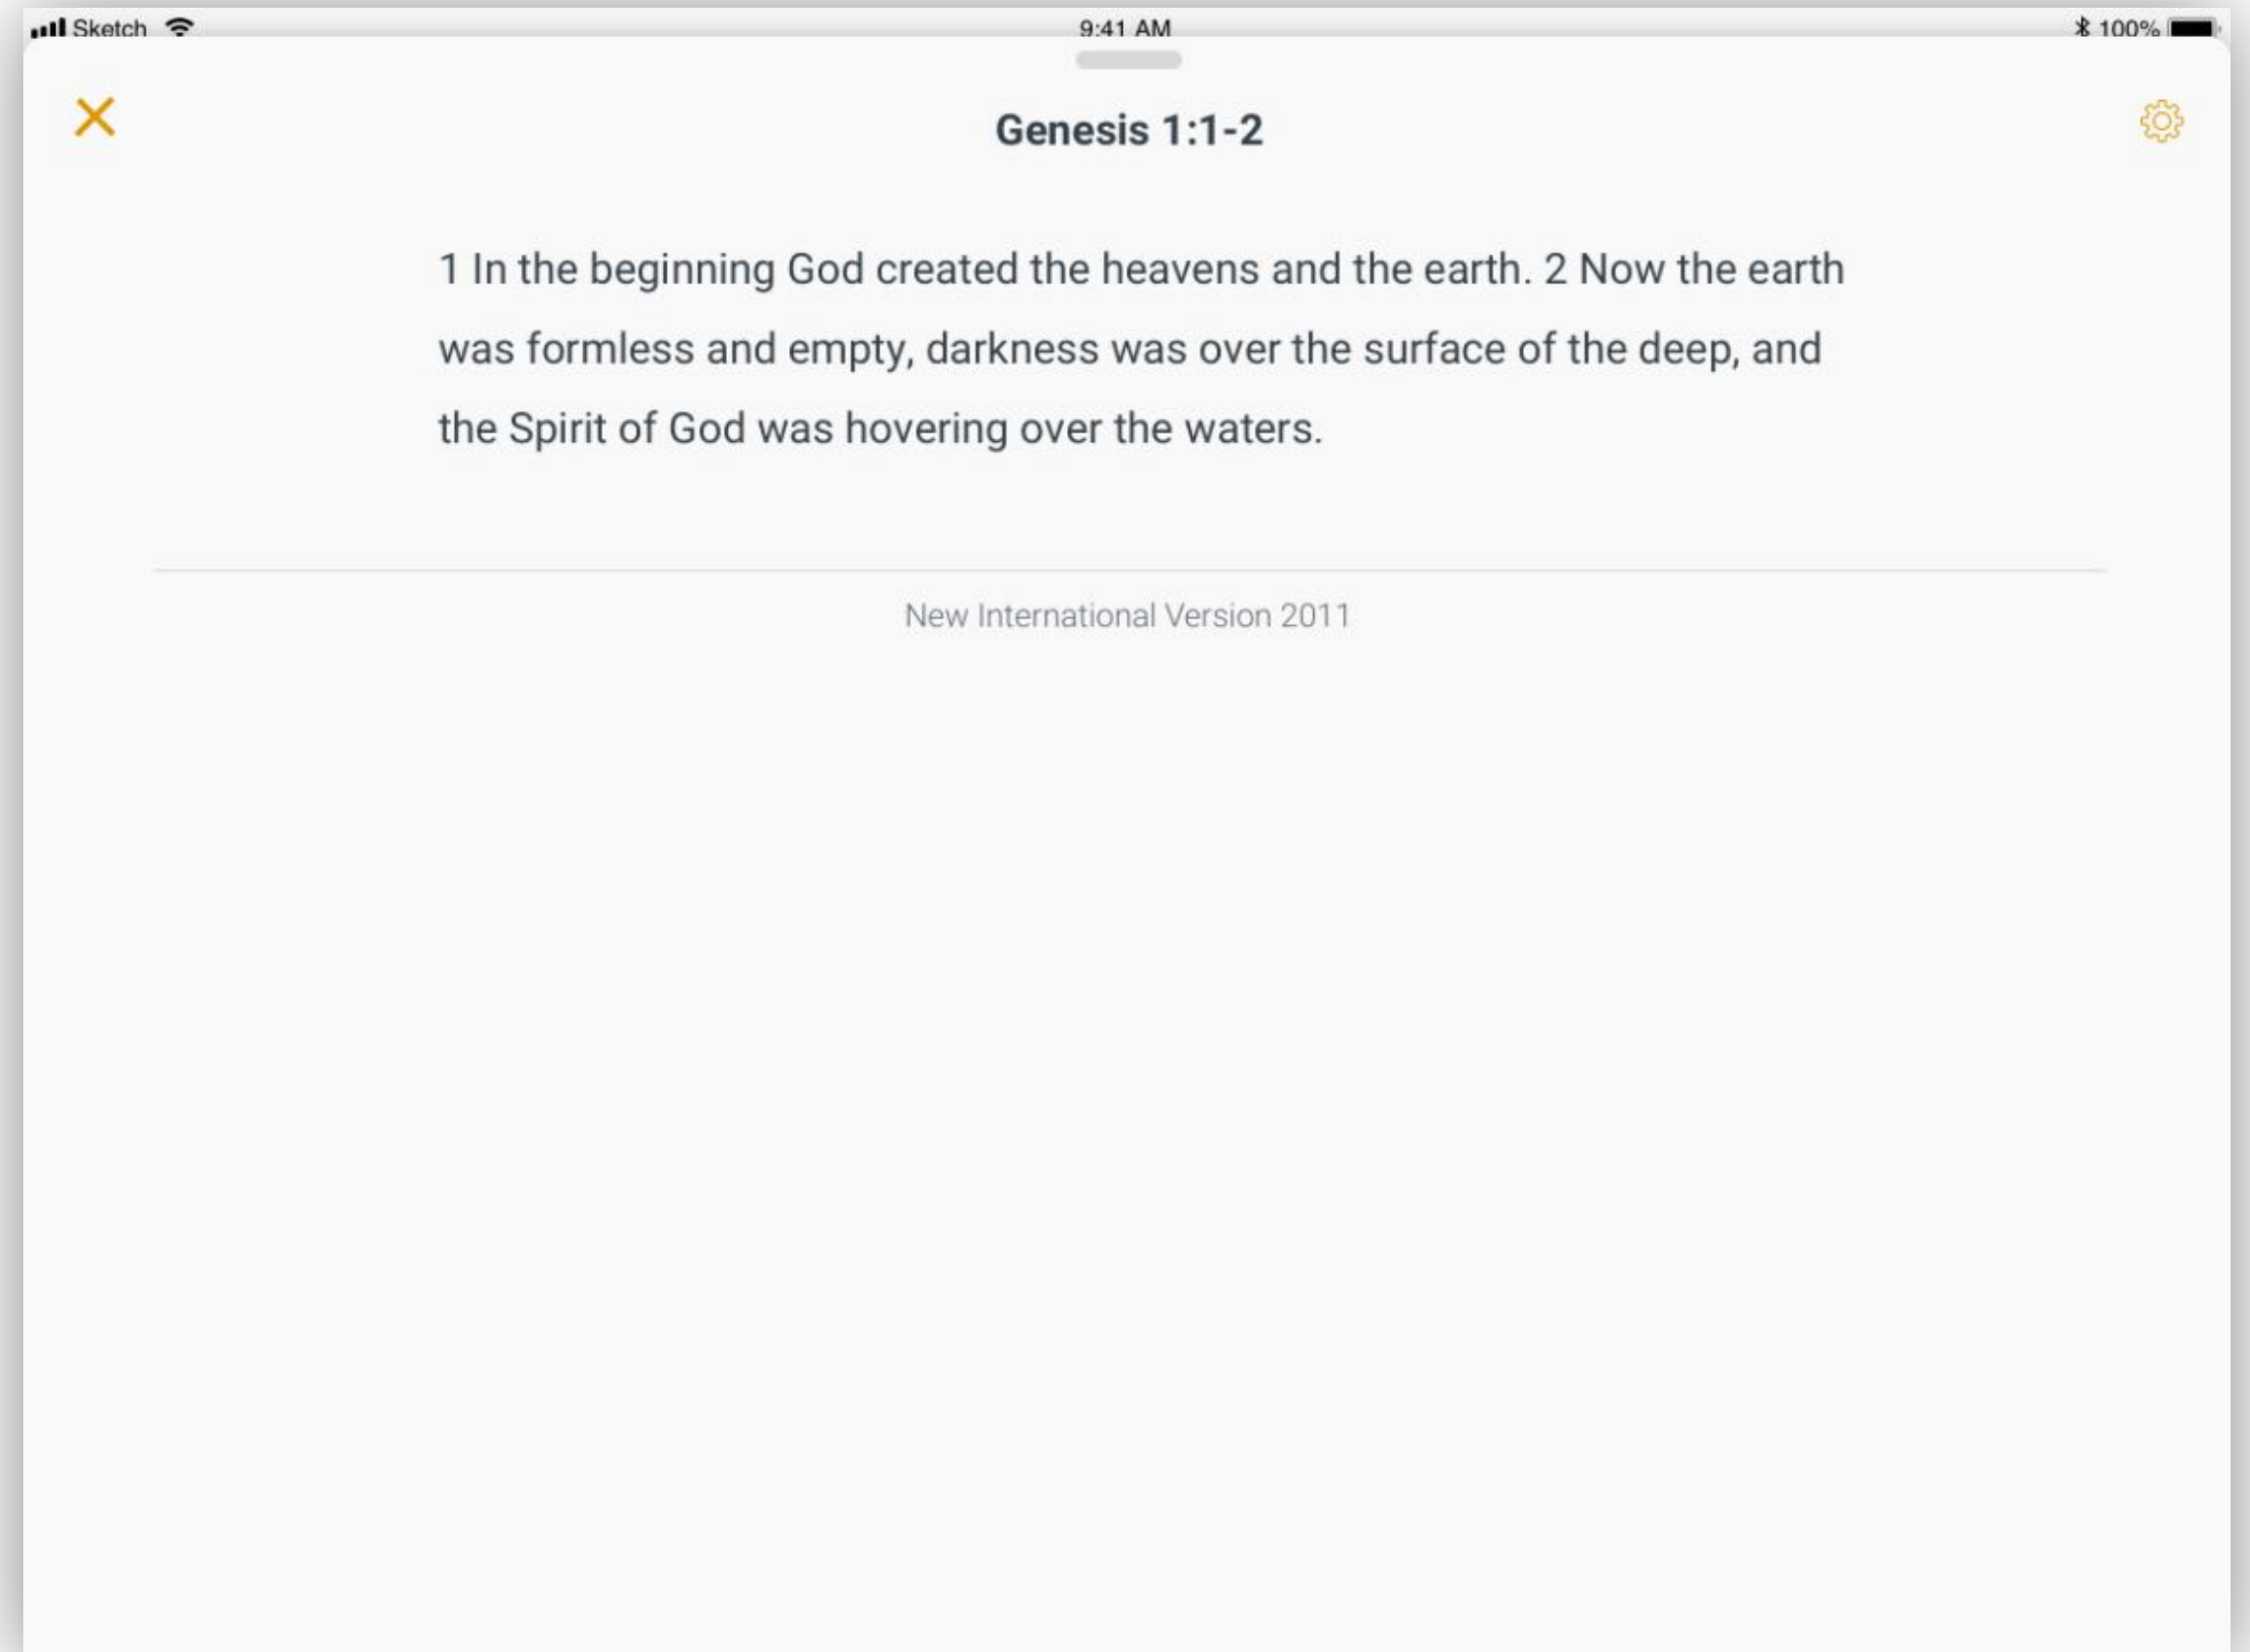 Sketch 9:41 AM 100%
Genesis 1:1-2
1 In the beginning God created the heavens and the earth. 2 Now the earth
was formless and empty, darkness was over the surface of the deep, and
the Spirit of God was hovering over the waters.
New International Version 2011